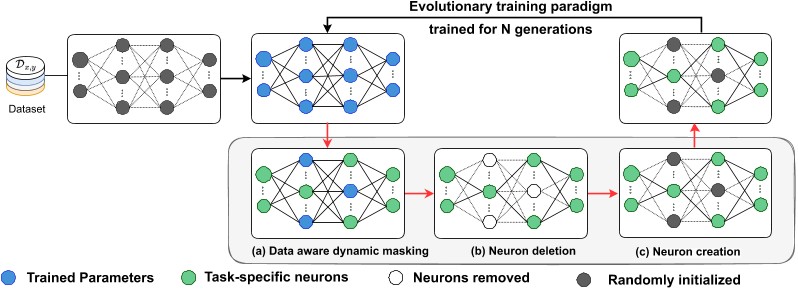 Evolutionary training paradigm
trained for N generations
𝒟x,y
Dataset
(a) Data aware dynamic masking
(b) Neuron deletion
(c) Neuron creation
Trained Parameters
Task-specific neurons
Neurons removed
Randomly initialized